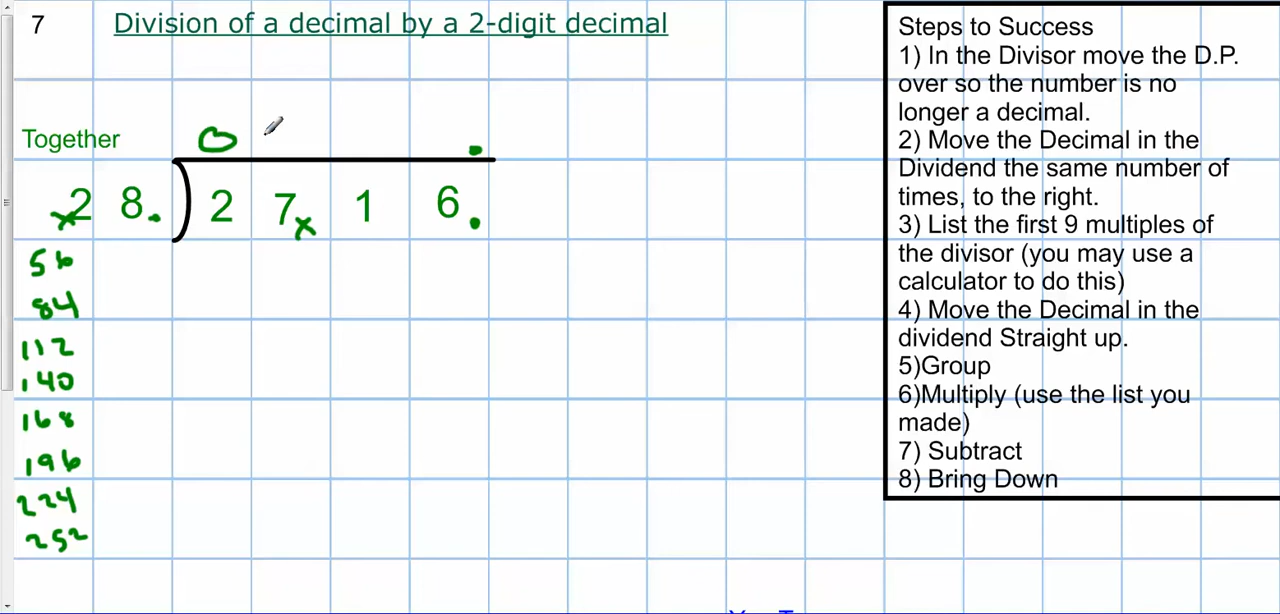 7 Division of a decimal by a 2-digit decimal
Together 0 .
28. 2 7 1 6.
56
84
112
140
168
196
224
252
Steps to Success
1) In the Divisor move the D.P.
over so the number is no
longer a decimal.
2) Move the Decimal in the
Dividend the same number of
times, to the right.
3) List the first 9 multiples of
the divisor (you may use a
calculator to do this)
4) Move the Decimal in the
dividend Straight up.
5)Group
6)Multiply (use the list you
made)
7) Subtract
8) Bring Down